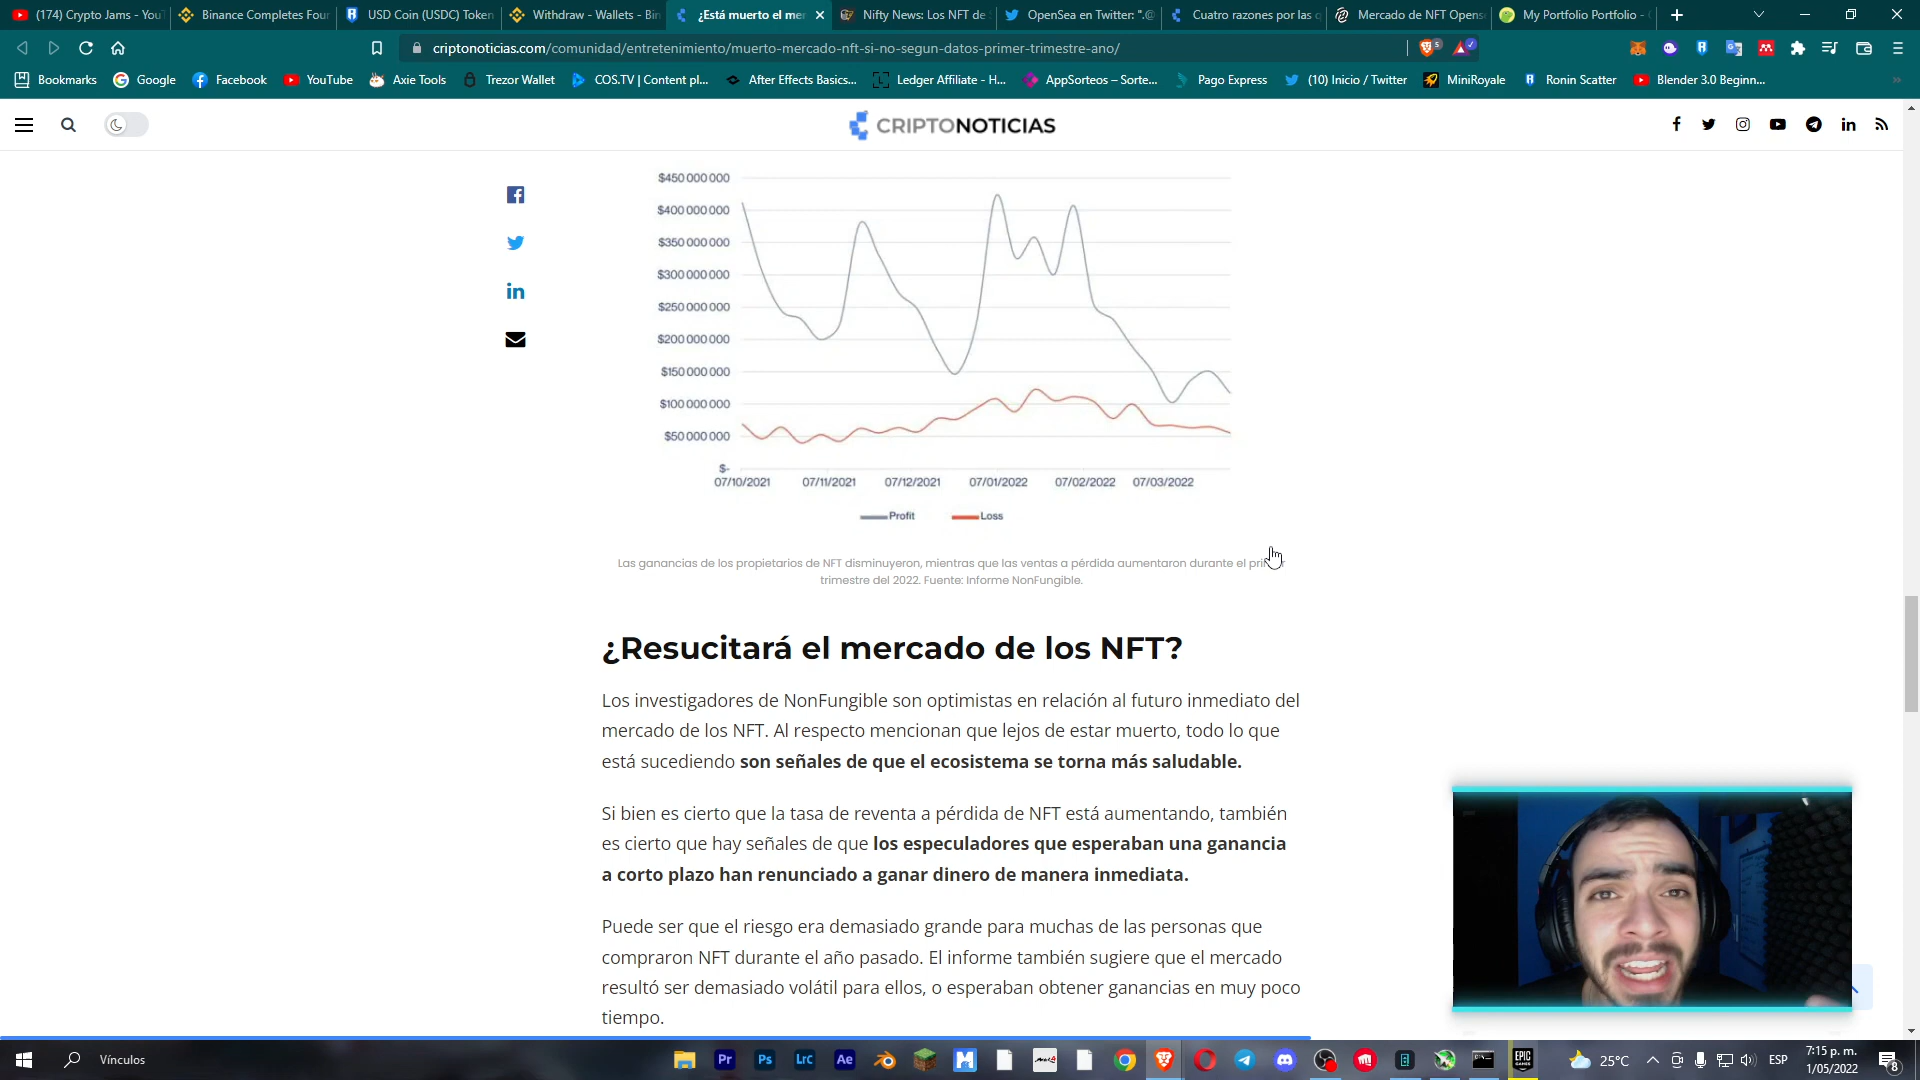 (174) Crypto Jams - YouT
Binance Completes Four
USD Coin (USDC) Token
Withdraw - Wallets - Bin
¿Está muerto el mer
Nifty News: Los NFT de
OpenSea en Twitter: ".@
Cuatro razones por las q
Mercado de NFT Opens
My Portfolio Portfolio -
criptonoticias.com/comunidad/entretenimiento/muerto-mercado-nft-si-no-segun-datos-primer-trimestre-ano/
Bookmarks
Google
Facebook
YouTube
Axie Tools
Trezor Wallet
COS.TV | Content pl...
After Effects Basics...
Ledger Affiliate - H...
AppSorteos – Sorte...
Pago Express
(10) Inicio / Twitter
MiniRoyale
Ronin Scatter
Blender 3.0 Beginn...
CRIPTONOTICIAS
$450 000 000
$400 000 000
$350 000 000
$300 000 000
$250 000 000
$200 000 000
$150 000 000
$100 000 000
$50 000 000
$-
07/10/2021 07/11/2021 07/12/2021 07/01/2022 07/02/2022 07/03/2022
Profit Loss
Las ganancias de los propietarios de NFT disminuyeron, mientras que las ventas a pérdida aumentaron durante el
trimestre del 2022. Fuente: Informe NonFungible.
¿Resucitará el mercado de los NFT?
Los investigadores de NonFungible son optimistas en relación al futuro inmediato del
mercado de los NFT. Al respecto mencionan que lejos de estar muerto, todo lo que
está sucediendo son señales de que el ecosistema se torna más saludable.
Si bien es cierto que la tasa de reventa a pérdida de NFT está aumentando, también
es cierto que hay señales de que los especuladores que esperaban una ganancia
a corto plazo han renunciado a ganar dinero de manera inmediata.
Puede ser que el riesgo era demasiado grande para muchas de las personas que
compraron NFT durante el año pasado. El informe también sugiere que el mercado
resultó ser demasiado volátil para ellos, o esperaban obtener ganancias en muy poco
tiempo.
Vínculos
Pr
Ps
Lrc
Ae
EPIC
GAMES
25°C
ESP
7:15 p. m.
1/05/2022
8